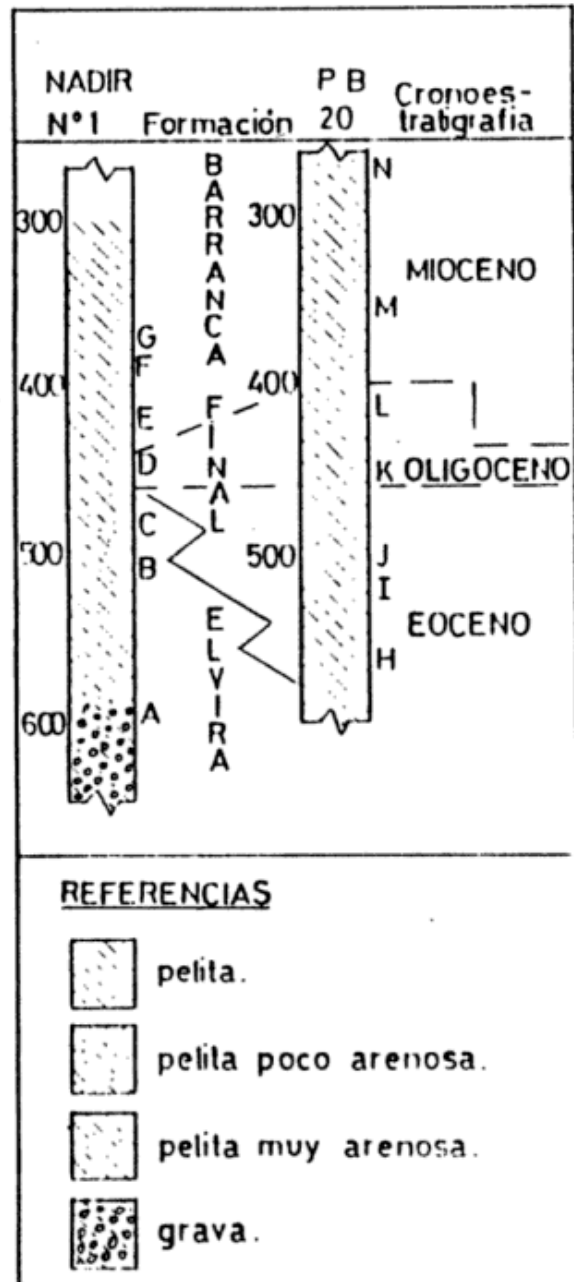 NADIR
N°1
Formación
P B
20
Cronoes-
tratigrafia
BARRANCA FINAL
ELVIRA
300
400
500
600
G
F
E
D
C
B
A
300
400
500
N
M
L
K
J
I
H
MIOCENO
OLIGOCENO
EOCENO
REFERENCIAS
pelita.
pelita poco arenosa.
pelita muy arenosa.
grava.